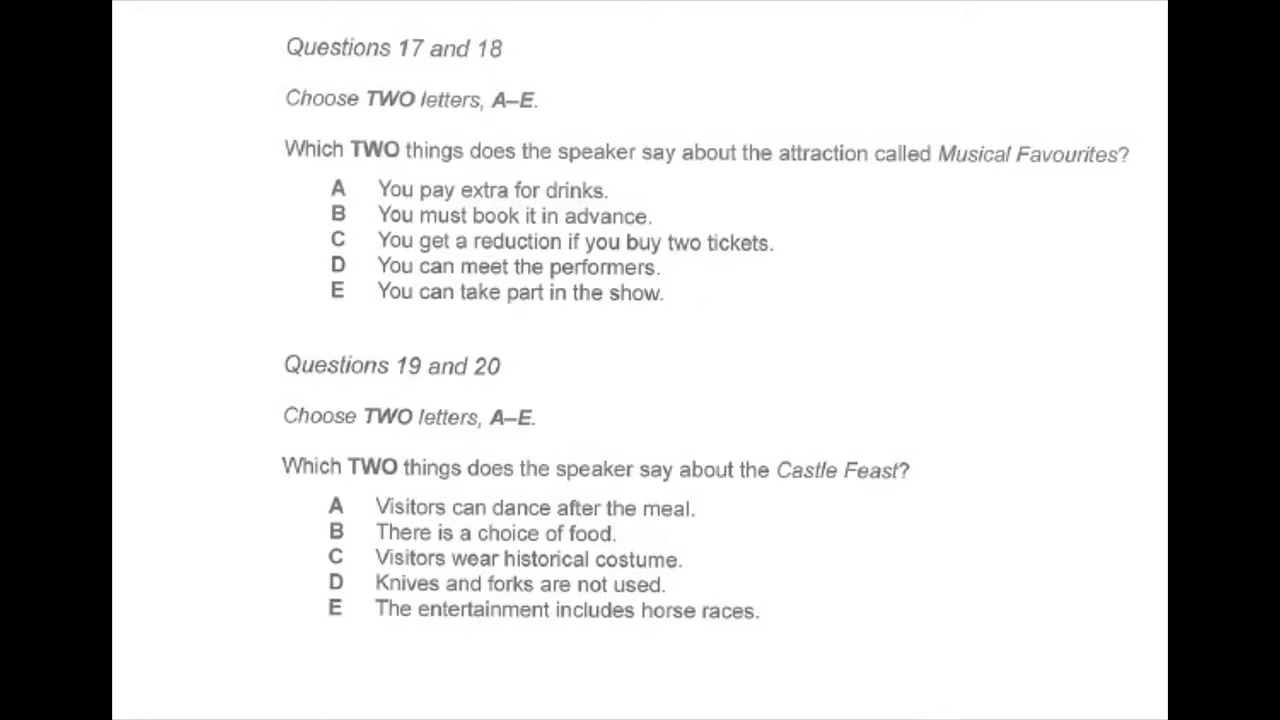 Questions 17 and 18
Choose TWO letters, A–E.
Which TWO things does the speaker say about the attraction called Musical Favourites?
A You pay extra for drinks.
B You must book it in advance.
C You get a reduction if you buy two tickets.
D You can meet the performers.
E You can take part in the show.
Questions 19 and 20
Choose TWO letters, A–E.
Which TWO things does the speaker say about the Castle Feast?
A Visitors can dance after the meal.
B There is a choice of food.
C Visitors wear historical costume.
D Knives and forks are not used.
E The entertainment includes horse races.